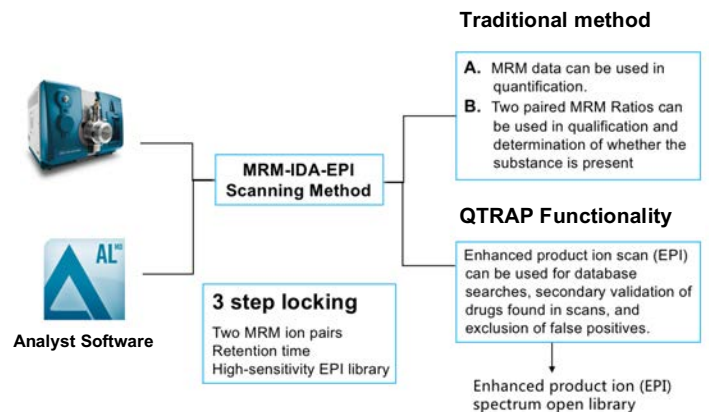 Traditional method
A. MRM data can be used in
quantification.
B. Two paired MRM Ratios can
be used in qualification and
determination of whether the
substance is present
MRM-IDA-EPI
Scanning Method
QTRAP Functionality
Enhanced product ion scan (EPI)
can be used for database
searches, secondary validation of
drugs found in scans, and
exclusion of false positives.
AL MD
Analyst Software
3 step locking
Two MRM ion pairs
Retention time
High-sensitivity EPI library
Enhanced product ion (EPI)
spectrum open library